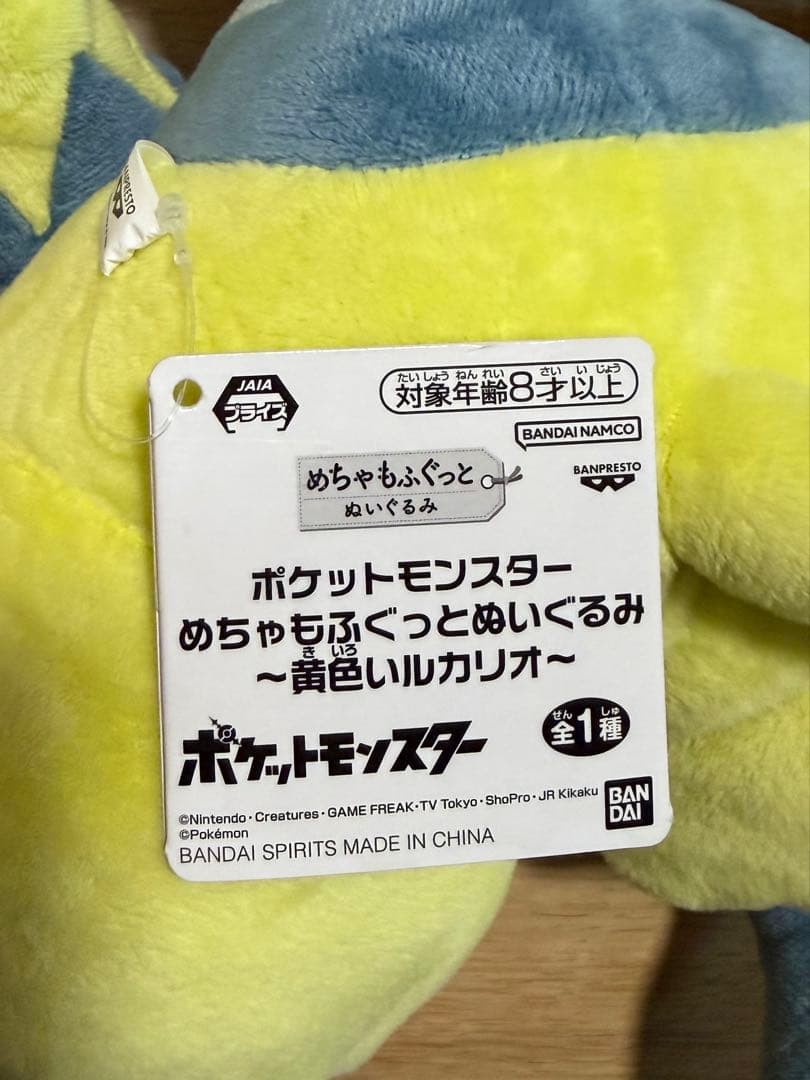 BANPRESTO
JAIA
プライズ
たいしょうねんれい さい いじょう
対象年齢8才以上
BANDAI NAMCO
BANPRESTO
めちゃもふぐっと
ぬいぐるみ
ポケットモンスター
めちゃもふぐっとぬいぐるみ
きいろ
～黄色いルカリオ～
ポケットモンスター
ぜん しゅ
全1種
©Nintendo・Creatures・GAME FREAK・TV Tokyo・ShoPro・JR Kikaku
©Pokémon
BANDAI SPIRITS MADE IN CHINA
BAN
DAI